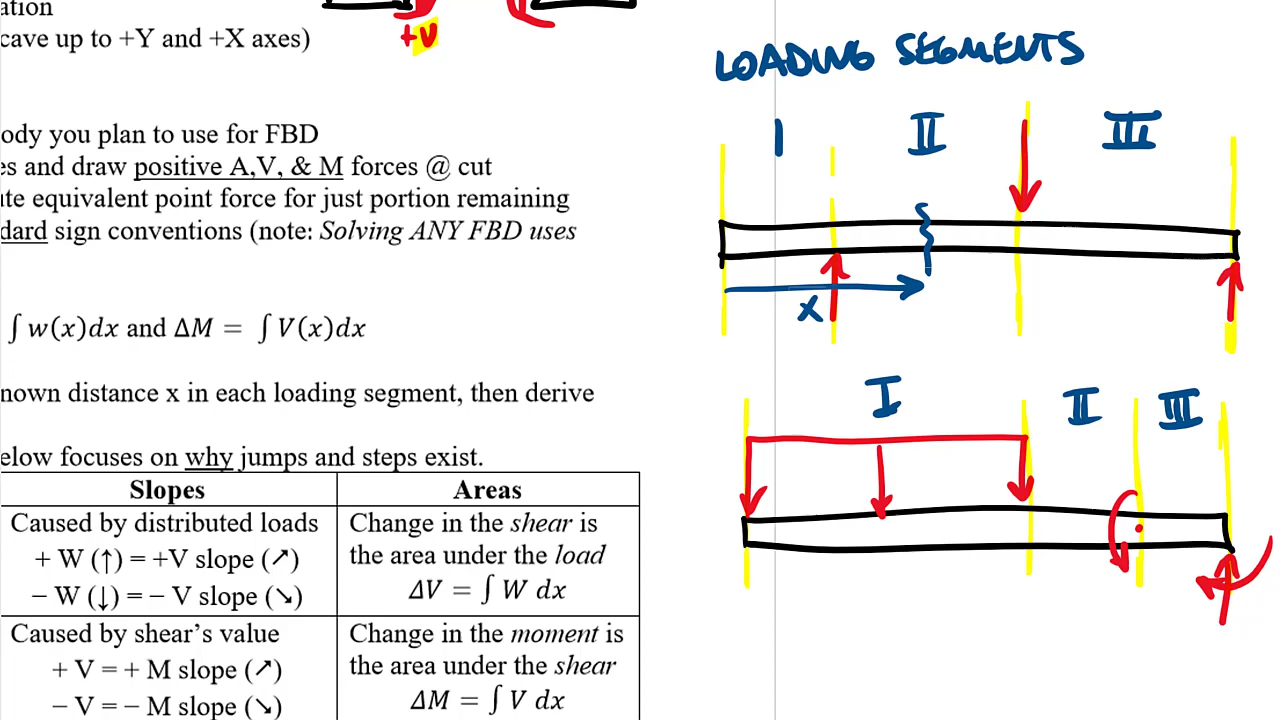 ation
+V
cave up to +Y and +X axes)
ody you plan to use for FBD
es and draw positive A,V, & M forces @ cut
te equivalent point force for just portion remaining
dard sign conventions (note: Solving ANY FBD uses
∫ w(x)dx and ΔM = ∫ V(x)dx
nown distance x in each loading segment, then derive
elow focuses on why jumps and steps exist.
Slopes
Areas
Caused by distributed loads
+ W (↑) = +V slope (↗)
− W (↓) = − V slope (↘)
Change in the shear is
the area under the load
ΔV = ∫ W dx
Caused by shear’s value
+ V = + M slope (↗)
− V = − M slope (↘)
Change in the moment is
the area under the shear
ΔM = ∫ V dx
LOADING SEGMENTS
I II III
X
I II III